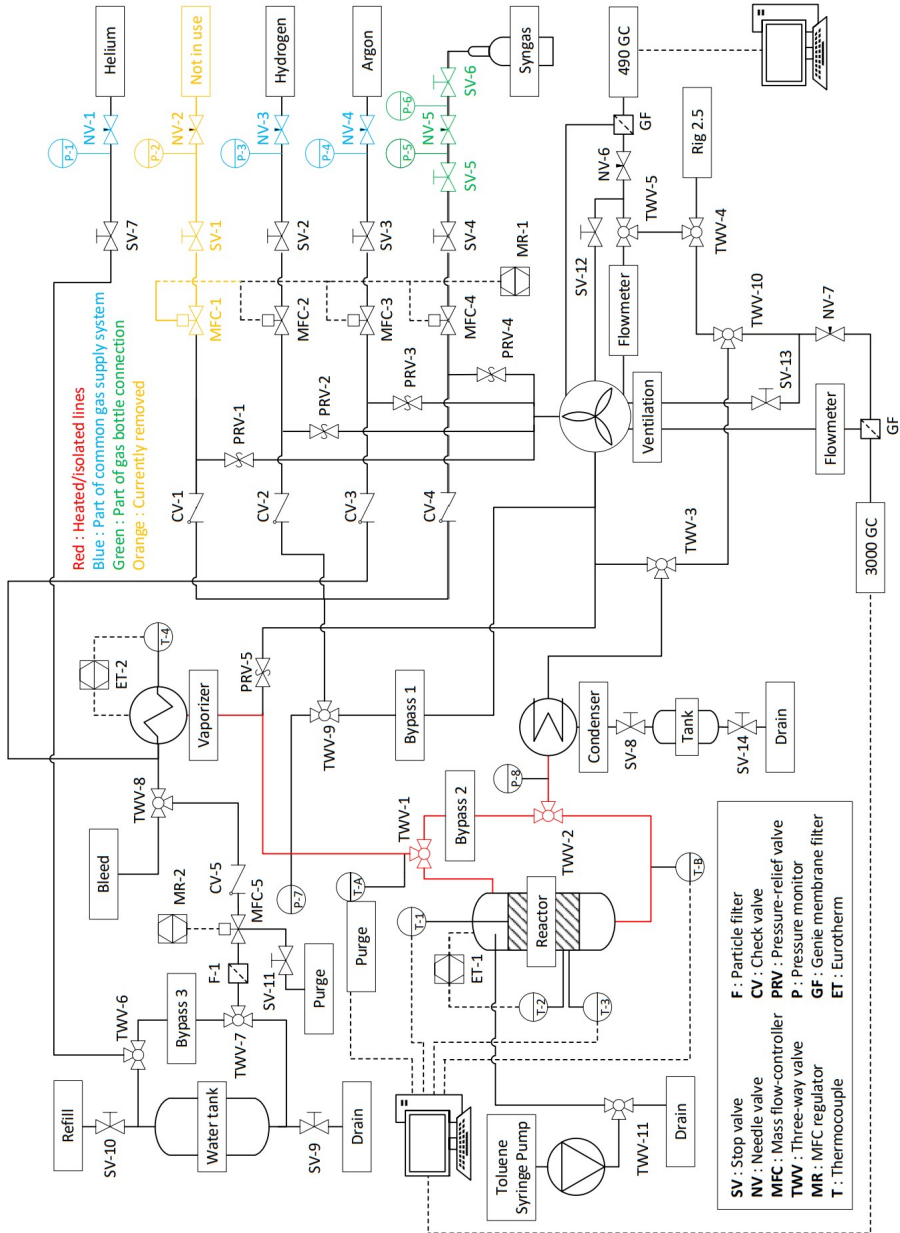 Refill
SV-10
Water tank
SV-9
Drain
TWV-6
Bypass 3
TWV-7
F-1
SV-11
Purge
MR-2
MFC-5
CV-5
Bleed
TWV-8
ET-2
T-4
Vaporizer
PRV-5
Red : Heated/isolated lines
Blue : Part of common gas supply system
Green : Part of gas bottle connection
Orange : Currently removed
CV-1
CV-2
CV-3
CV-4
PRV-1
PRV-2
PRV-3
PRV-4
MFC-1
MFC-2
MFC-3
MFC-4
MR-1
SV-7
SV-1
SV-2
SV-3
SV-4
SV-5
P-1
P-2
P-3
P-4
P-5
P-6
NV-1
NV-2
NV-3
NV-4
NV-5
SV-6
Helium
Not in use
Hydrogen
Argon
Syngas
P-7
TWV-9
Bypass 1
Purge
T-A
T-1
ET-1
T-2
T-3
Reactor
TWV-1
Bypass 2
TWV-2
T-B
P-8
Condenser
SV-8
Tank
SV-14
Drain
TWV-3
Ventilation
Flowmeter
SV-12
NV-6
GF
490 GC
TWV-5
Rig 2.5
TWV-4
TWV-10
SV-13
NV-7
Flowmeter
GF
3000 GC
Toluene
Syringe Pump
TWV-11
Drain
SV : Stop valve
NV : Needle valve
MFC : Mass flow-controller
TWV : Three-way valve
MR : MFC regulator
T : Thermocouple
F : Particle filter
CV : Check valve
PRV : Pressure-relief valve
P : Pressure monitor
GF : Genie membrane filter
ET : Eurotherm